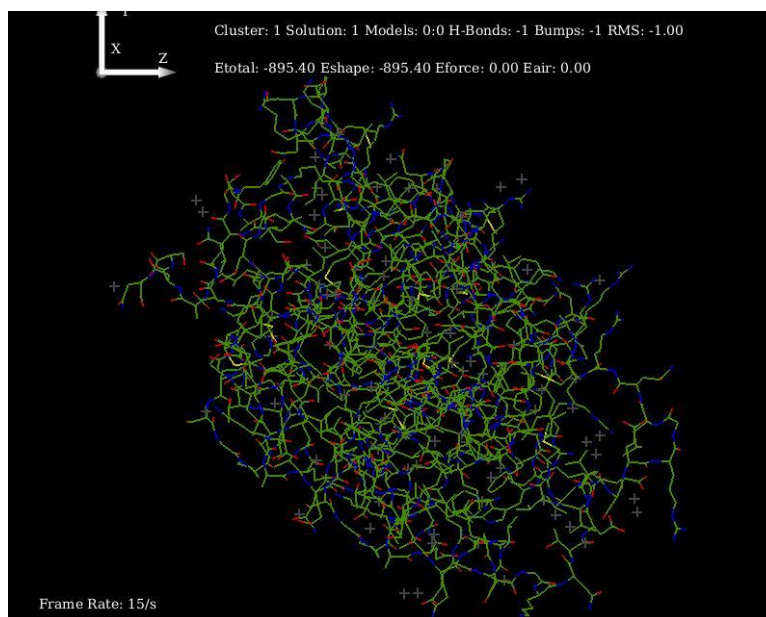 Cluster: 1 Solution: 1 Models: 0:0 H-Bonds: -1 Bumps: -1 RMS: -1.00
X
Z
Etotal: -895.40 Eshape: -895.40 Eforce: 0.00 Eair: 0.00
Frame Rate: 15/s